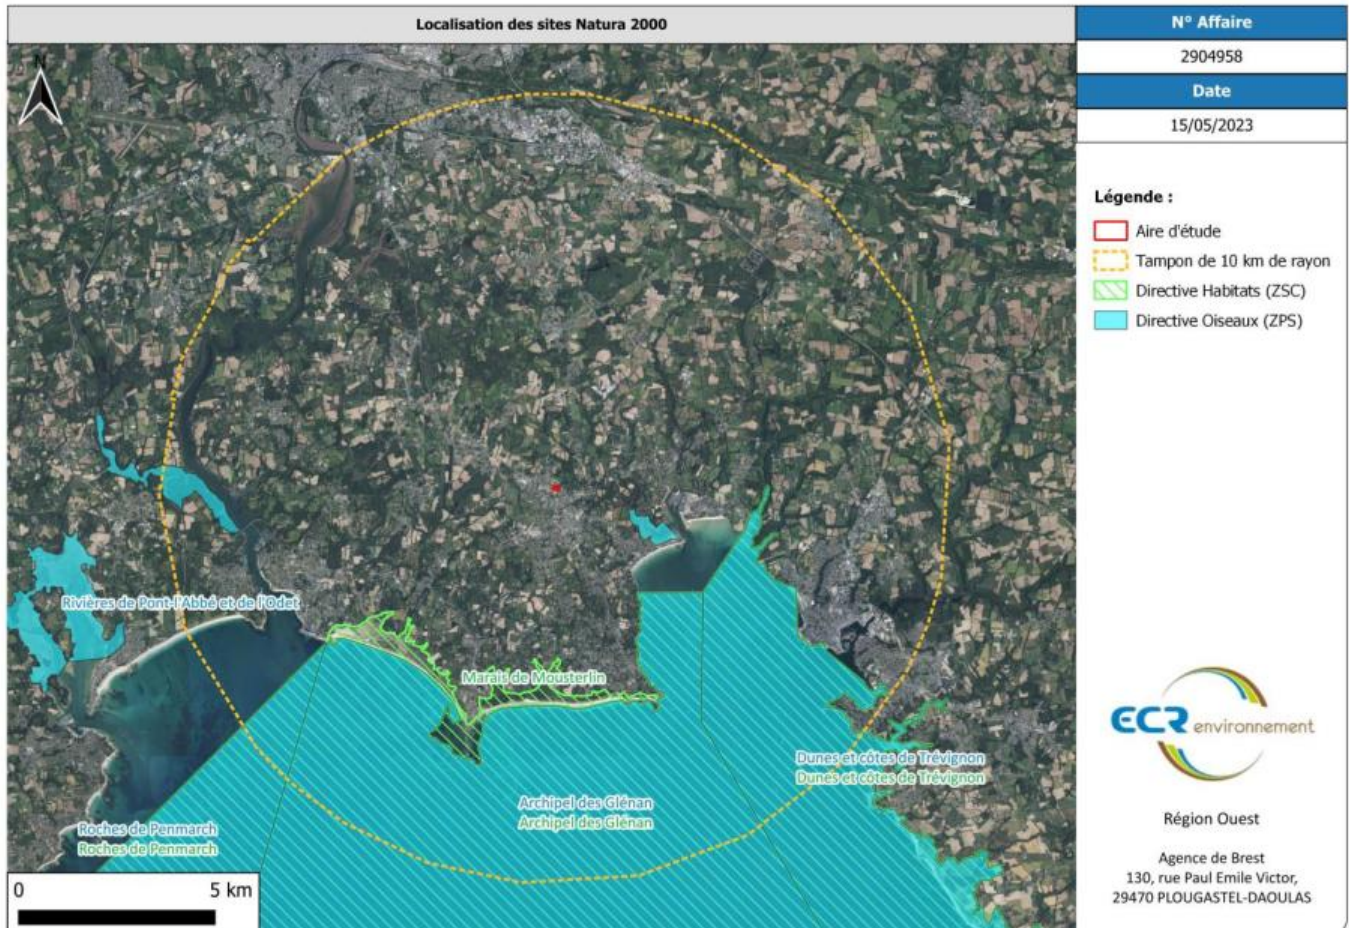 Localisation des sites Natura 2000
N
Rivières de Pont-l'Abbé et de l'Odet
Marais de Mousterlin
Dunes et côtes de Trévignon
Dunes et côtes de Trévignon
Archipel des Glénan
Archipel des Glénan
Roches de Penmarch
Roches de Penmarch
0 5 km
N° Affaire
2904958
Date
15/05/2023
Légende :
Aire d'étude
Tampon de 10 km de rayon
Directive Habitats (ZSC)
Directive Oiseaux (ZPS)
ECR environnement
Région Ouest
Agence de Brest
130, rue Paul Emile Victor,
29470 PLOUGASTEL-DAOULAS